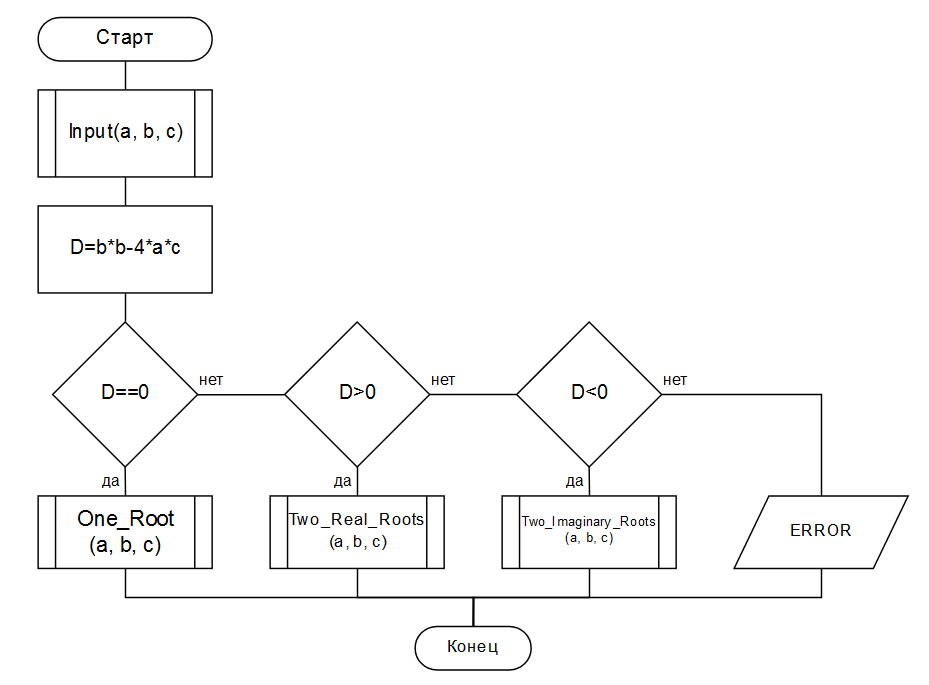 Старт
Input(a, b, c)
D=b*b-4*a*c
D==0
нет
D>0
нет
D<0
нет
да
да
да
One_Root
(a, b, c)
Two_Real_Roots
(a, b, c)
Two_Imaginary_Roots
(a, b, c)
ERROR
Конец